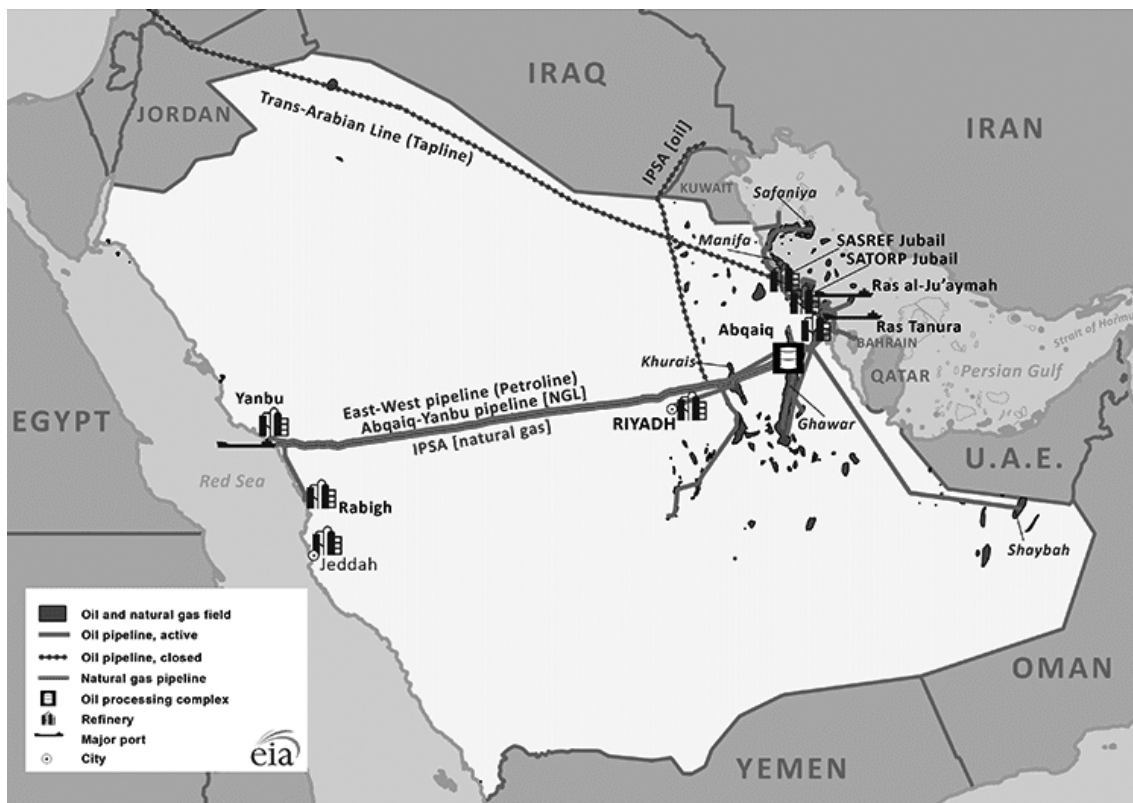 IRAQ
IRAN
JORDAN
Trans-Arabian Line (Tapline)
IPSA [oil]
KUWAIT
Safaniya
Manifa
SASREF Jubail
SATORP Jubail
Ras al-Ju'aymah
Ras Tanura
Abqaiq
BAHRAIN
Strait of Hormuz
Khurais
QATAR
Persian Gulf
East-West pipeline (Petroline)
Abqaiq-Yanbu pipeline [NGL]
IPSA [natural gas]
Yanbu
EGYPT
RIYADH
Ghawar
U.A.E.
Red Sea
Rabigh
Jeddah
Shaybah
OMAN
YEMEN
Oil and natural gas field
Oil pipeline, active
Oil pipeline, closed
Natural gas pipeline
Oil processing complex
Refinery
Major port
City
eia